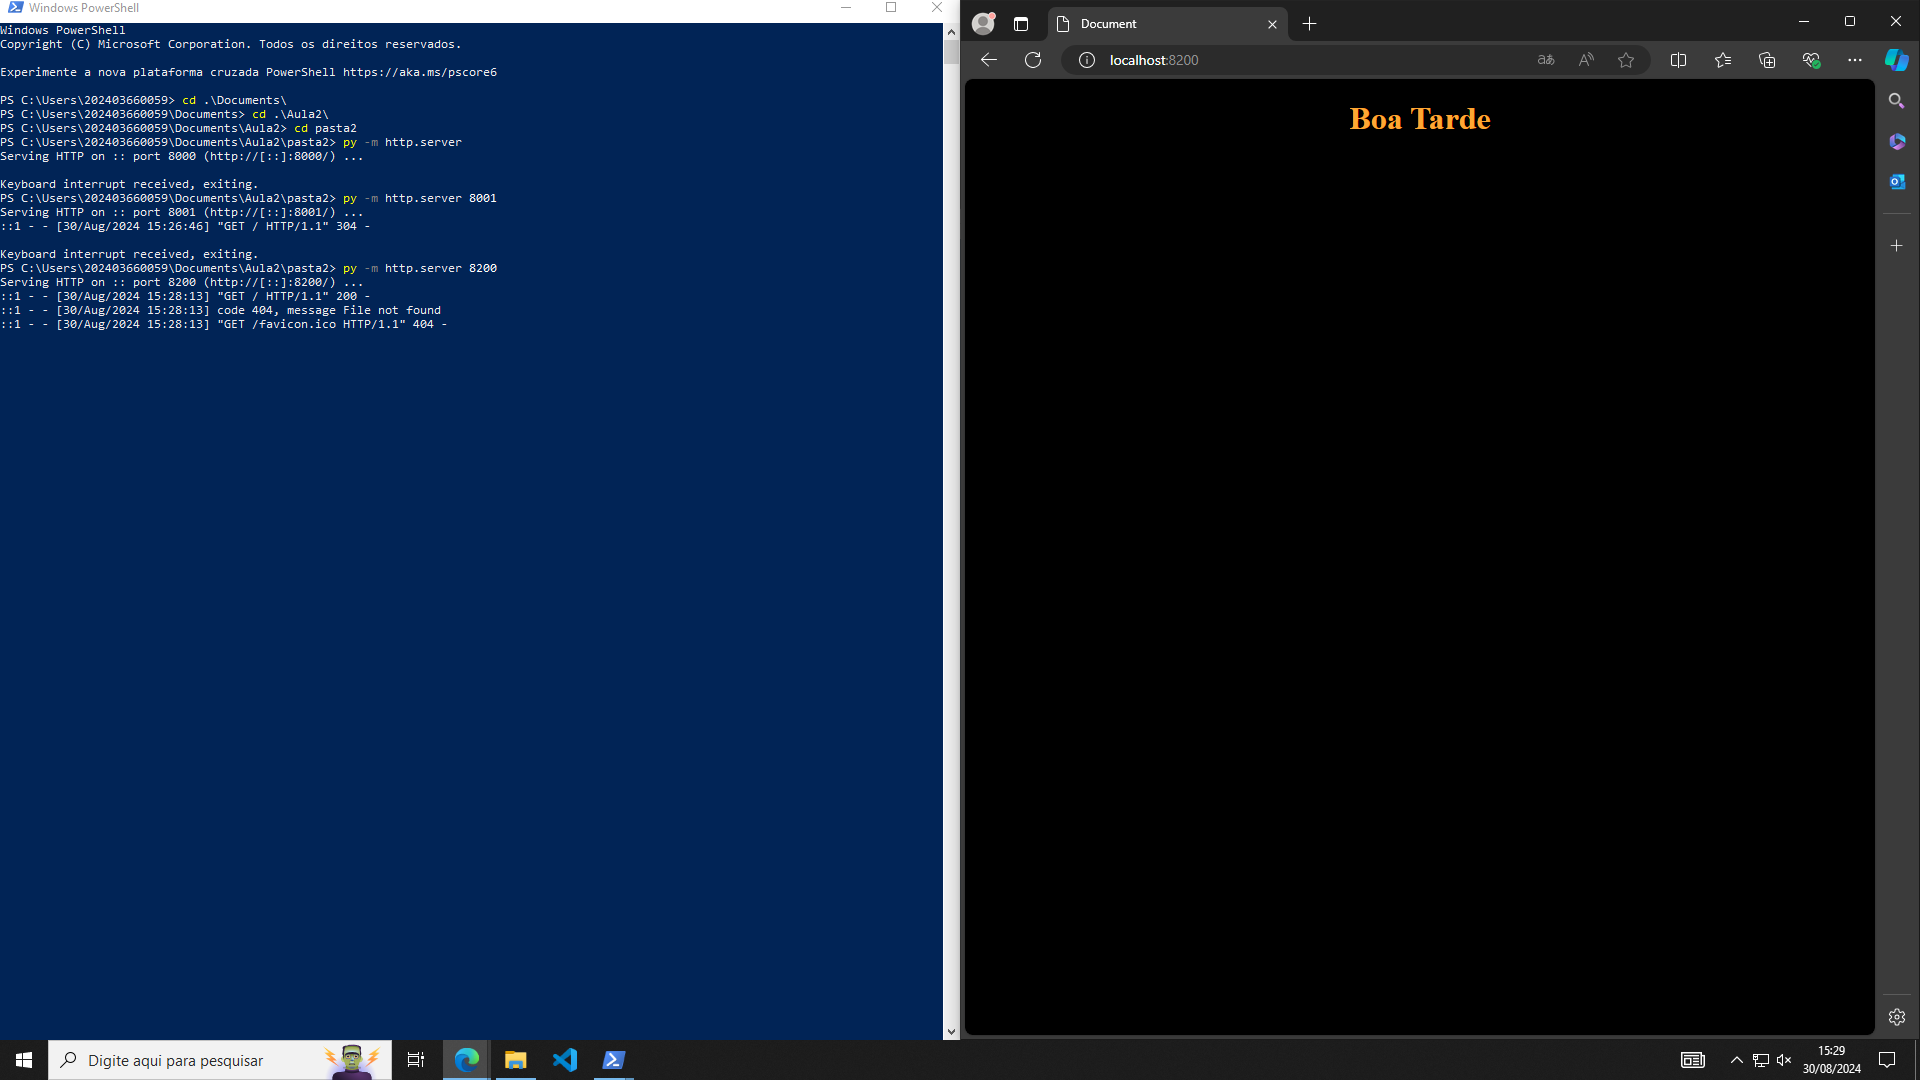 Windows PowerShell
Windows PowerShell
Copyright (C) Microsoft Corporation. Todos os direitos reservados.
Experimente a nova plataforma cruzada PowerShell https://aka.ms/pscore6
PS C:\Users\202403660059> cd .\Documents\
PS C:\Users\202403660059\Documents> cd .\Aula2\
PS C:\Users\202403660059\Documents\Aula2> cd pasta2
PS C:\Users\202403660059\Documents\Aula2\pasta2> py -m http.server
Serving HTTP on :: port 8000 (http://[::]:8000/) ...
Keyboard interrupt received, exiting.
PS C:\Users\202403660059\Documents\Aula2\pasta2> py -m http.server 8001
Serving HTTP on :: port 8001 (http://[::]:8001/) ...
::1 - - [30/Aug/2024 15:26:46] "GET / HTTP/1.1" 304 -
Keyboard interrupt received, exiting.
PS C:\Users\202403660059\Documents\Aula2\pasta2> py -m http.server 8200
Serving HTTP on :: port 8200 (http://[::]:8200/) ...
::1 - - [30/Aug/2024 15:28:13] "GET / HTTP/1.1" 200 -
::1 - - [30/Aug/2024 15:28:13] code 404, message File not found
::1 - - [30/Aug/2024 15:28:13] "GET /favicon.ico HTTP/1.1" 404 -
Document
localhost:8200
Boa Tarde
Digite aqui para pesquisar
15:29
30/08/2024